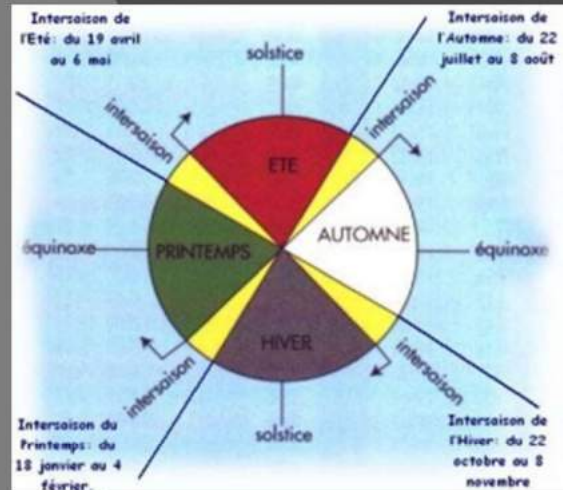 Intersaison de
l'Eté: du 19 avril
au 6 mai
Intersaison de
l'Automne: du 22
juillet au 8 août
solstice
intersaison
intersaison
ETE
équinoxe
PRINTEMPS
AUTOMNE
équinoxe
HIVER
intersaison
intersaison
solstice
Intersaison du
Printemps: du
18 janvier au 4
février.
Intersaison de
l'Hiver: du 22
octobre au 8
novembre